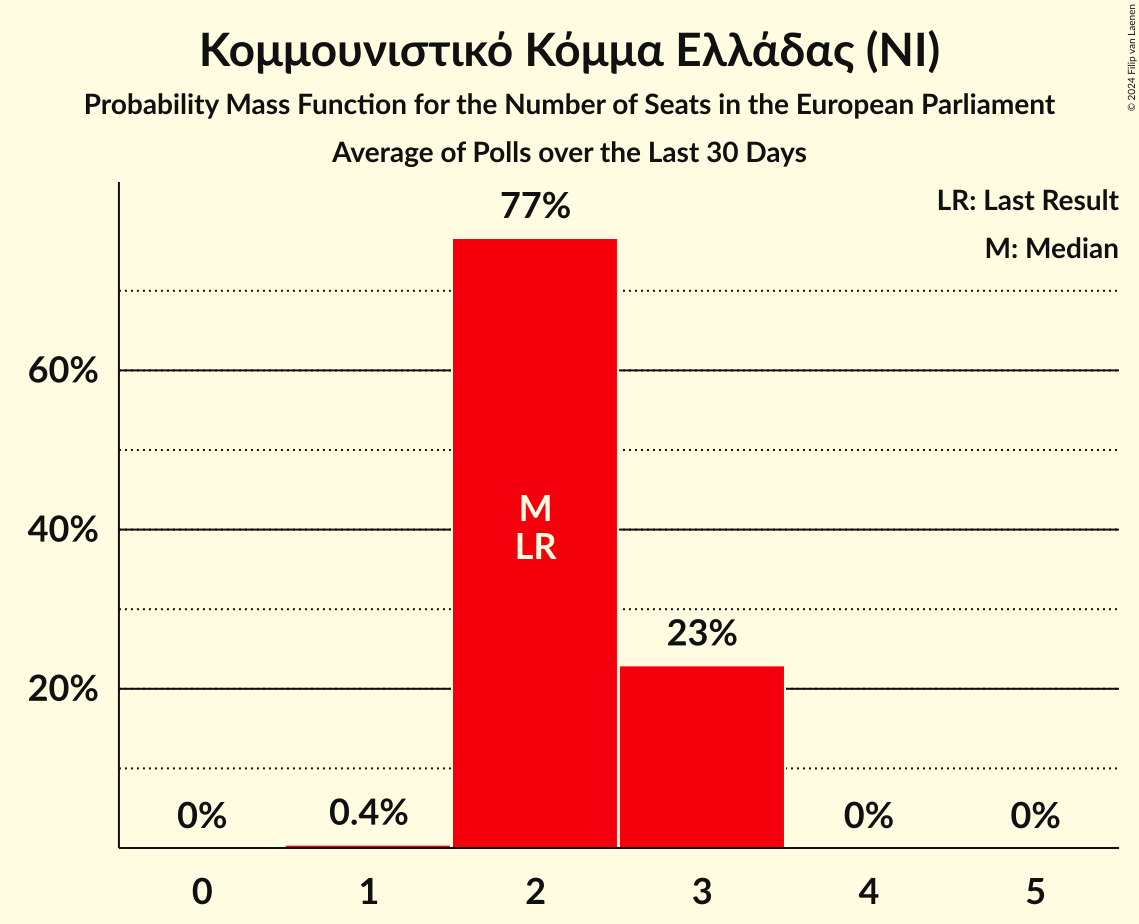 Κομμουνιστικό Κόμμα Ελλάδας (NI)
Probability Mass Function for the Number of Seats in the European Parliament
Average of Polls over the Last 30 Days
© 2024 Filip van Laenen
LR: Last Result
M: Median
77%
60%
M
40%
LR
23%
20%
0%
0.4%
0%
0%
0 1 2 3 4 5